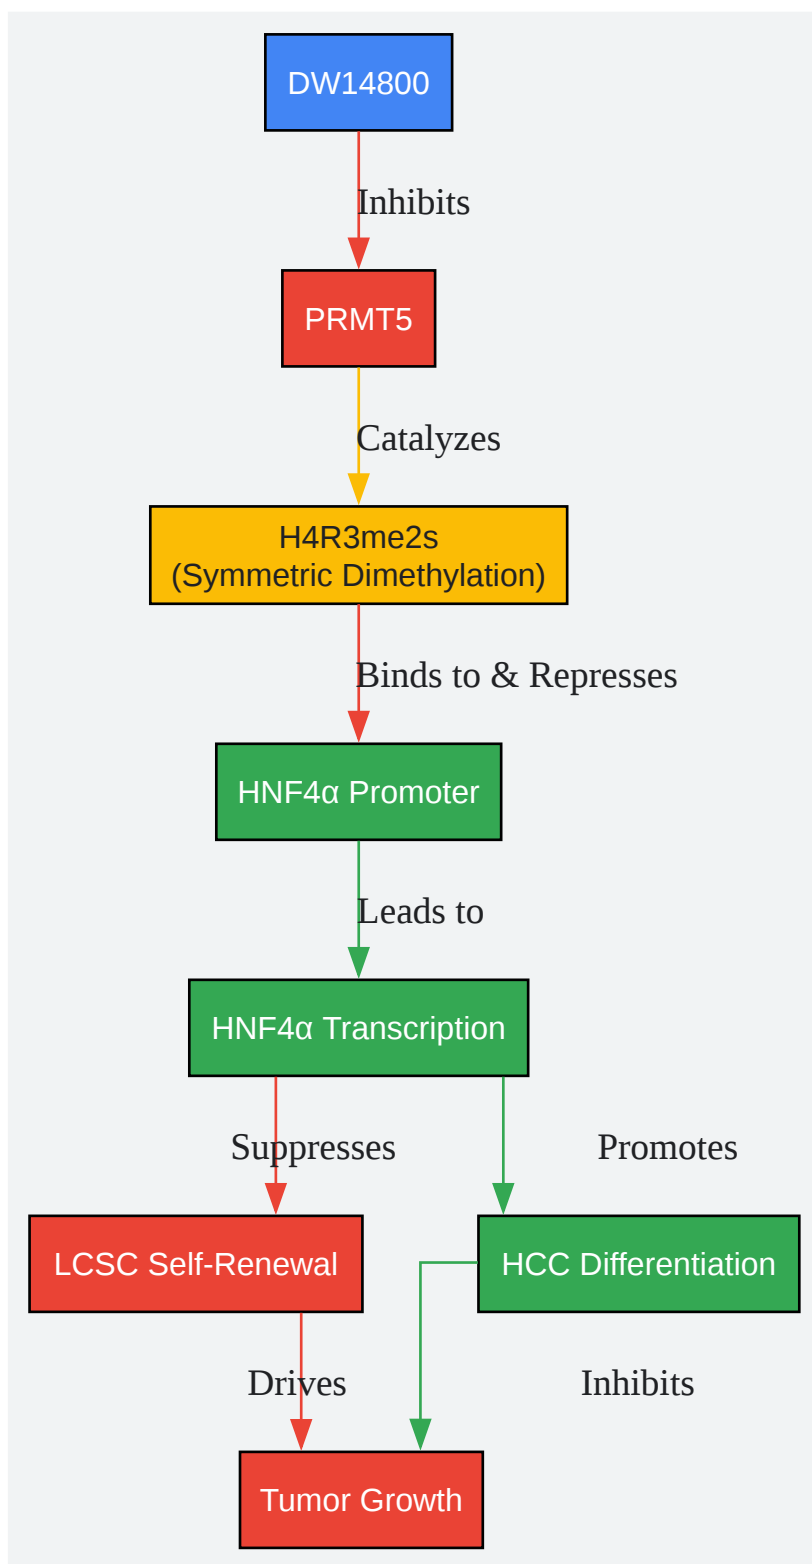 DW14800
Inhibits
PRMT5
Catalyzes
H4R3me2s
(Symmetric Dimethylation)
Binds to & Represses
HNF4α Promoter
Leads to
HNF4α Transcription
Suppresses
Promotes
LCSC Self-Renewal
HCC Differentiation
Drives
Inhibits
Tumor Growth